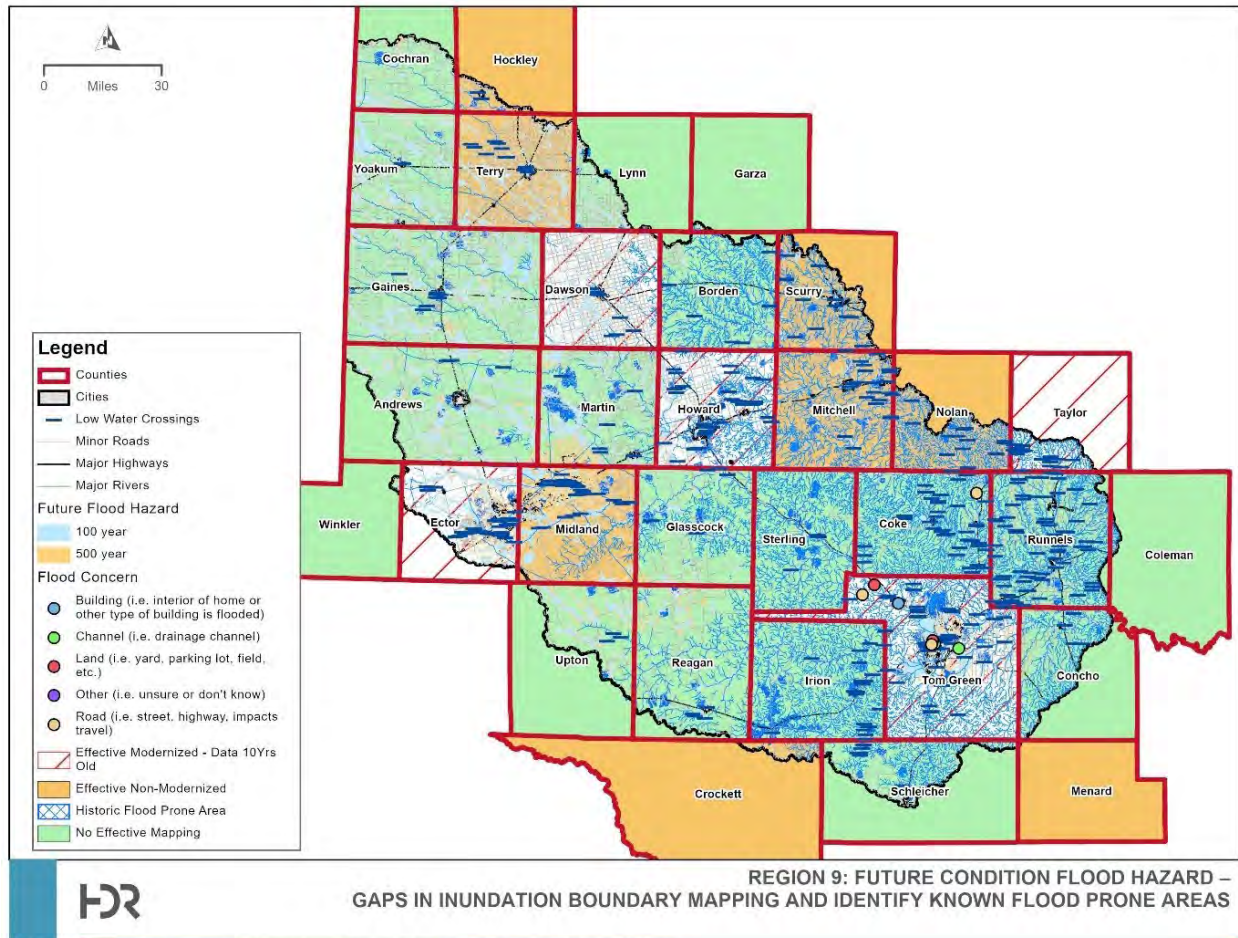 Cochran
Hockley
0
30
Miles
Yoakum
Terry
Lynn
Garza
Gaines
Dawson
Borden
Scurry
Andrews
Martin
Howard
Mitchell
Nolan
Taylor
Winkler
Ector
Midland
Glasscock
Sterling
Coke
Runnels
Coleman
Upton
Reagan
Irion
Tom Green
Concho
Crockett
Schleicher
Menard
Legend
Counties
Cities
Low Water Crossings
Minor Roads
Major Highways
Major Rivers
Future Flood Hazard
100 year
500 year
Flood Concern
Building (i.e. interior of home or
other type of building is flooded)
Channel (i.e. drainage channel)
Land (i.e. yard, parking lot, field,
etc.)
Other (i.e. unsure or don't know)
Road (i.e. street, highway, impacts
travel)
Effective Modernized - Data 10Yrs
Old
Effective Non-Modernized
Historic Flood Prone Area
No Effective Mapping
HDR
REGION 9: FUTURE CONDITION FLOOD HAZARD –
GAPS IN INUNDATION BOUNDARY MAPPING AND IDENTIFY KNOWN FLOOD PRONE AREAS